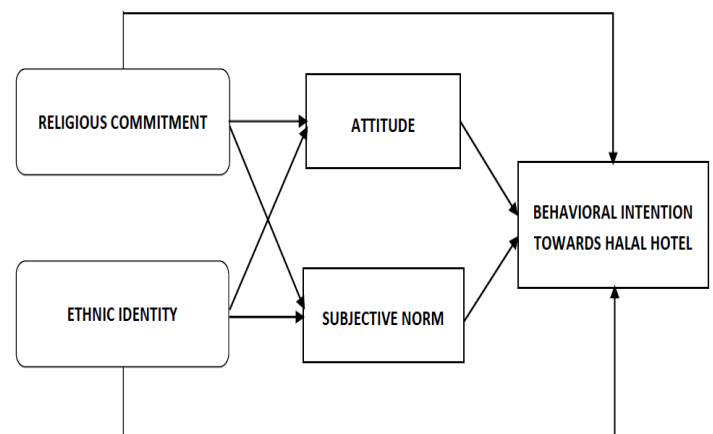 RELIGIOUS COMMITMENT
ATTITUDE
BEHAVIORAL INTENTION
TOWARDS HALAL HOTEL
ETHNIC IDENTITY
SUBJECTIVE NORM